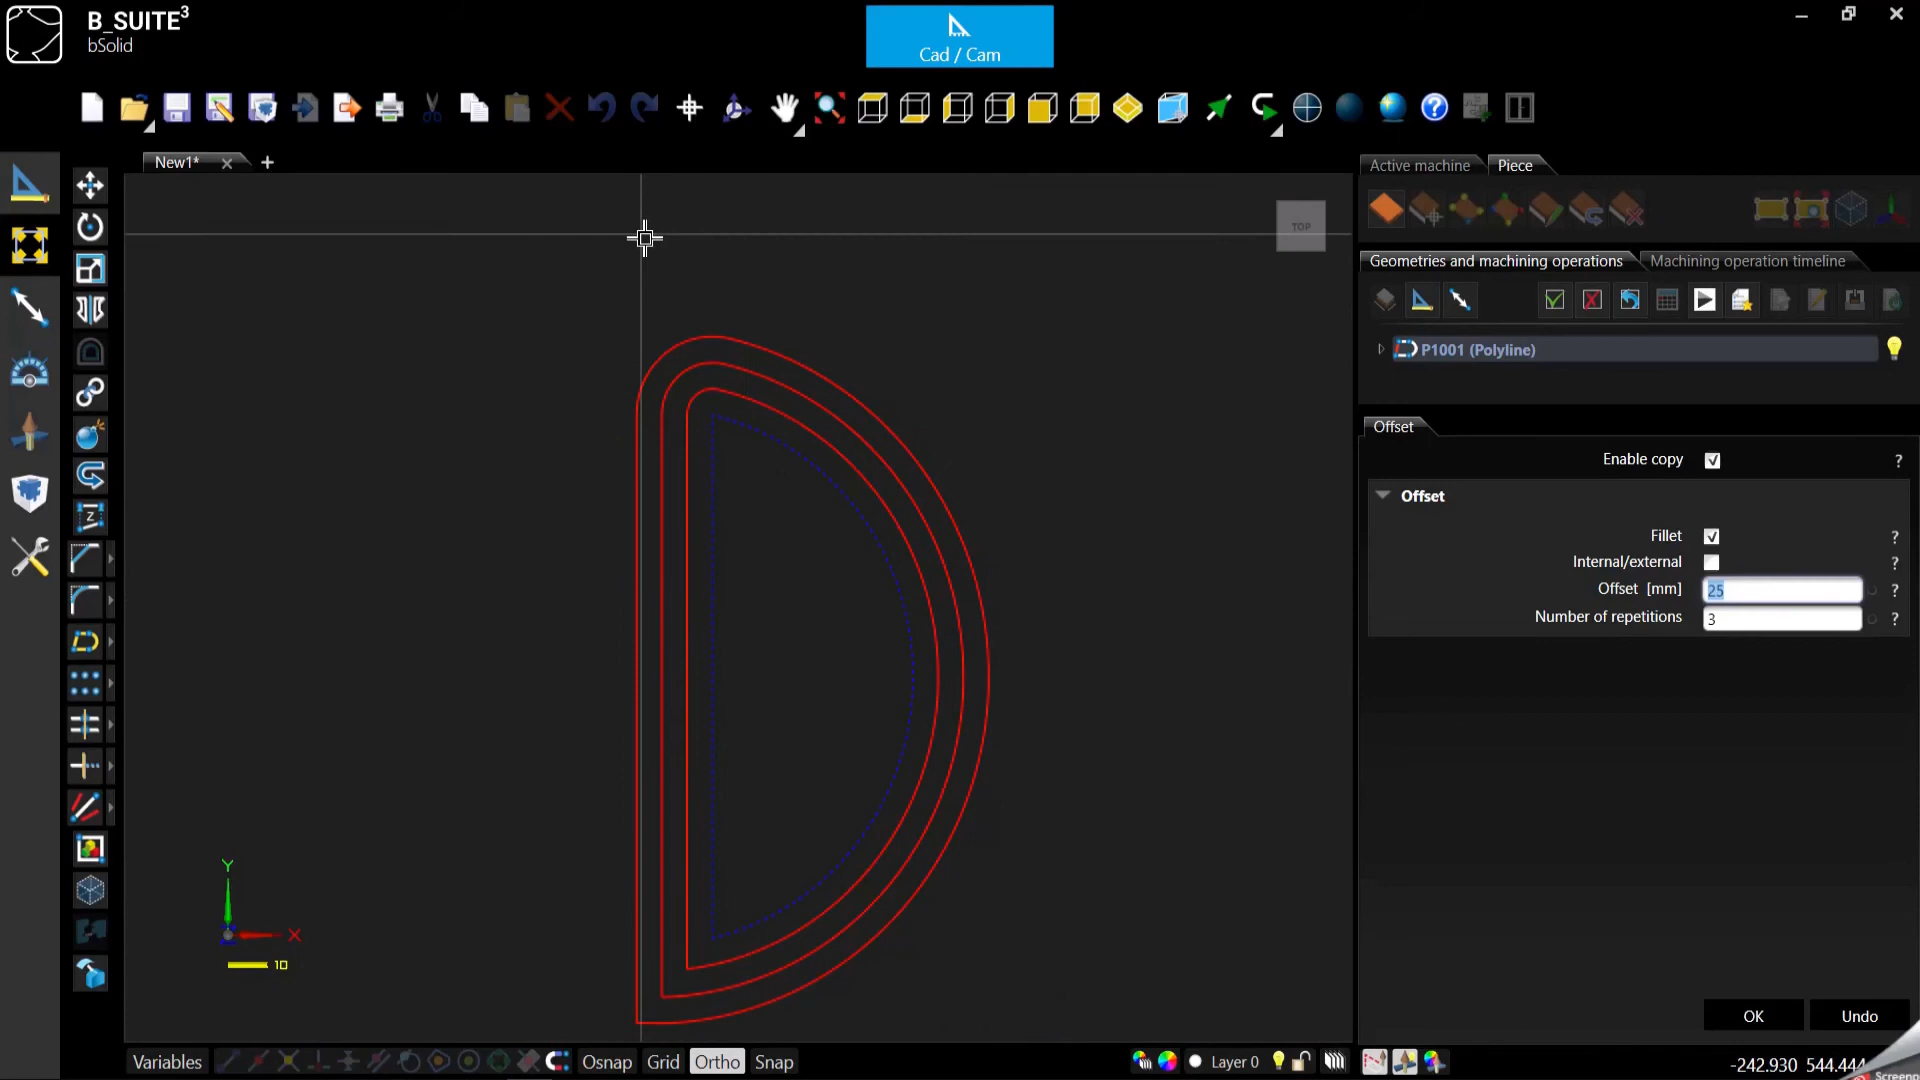 B_SUITE³
bSolid
Cad / Cam
New1*
TOP
Active machine
Piece
Geometries and machining operations
Machining operation timeline
P1001 (Polyline)
Offset
Enable copy
?
Offset
Fillet
?
Internal/external
?
Offset [mm]
25
?
Number of repetitions
3
?
Y
X
10
OK
Undo
Variables
Osnap
Grid
Ortho
Snap
Layer 0
-242.930 544.444